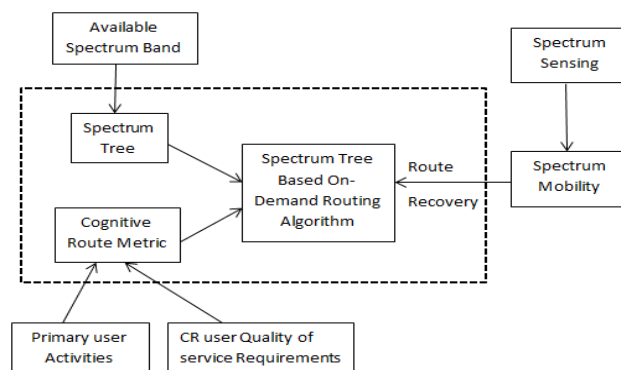 Available
Spectrum Band
Spectrum
Sensing
Spectrum
Tree
Spectrum Tree
Based On-
Demand Routing
Algorithm
Route
Recovery
Spectrum
Mobility
Cognitive
Route Metric
Primary user
Activities
CR user Quality of
service Requirements